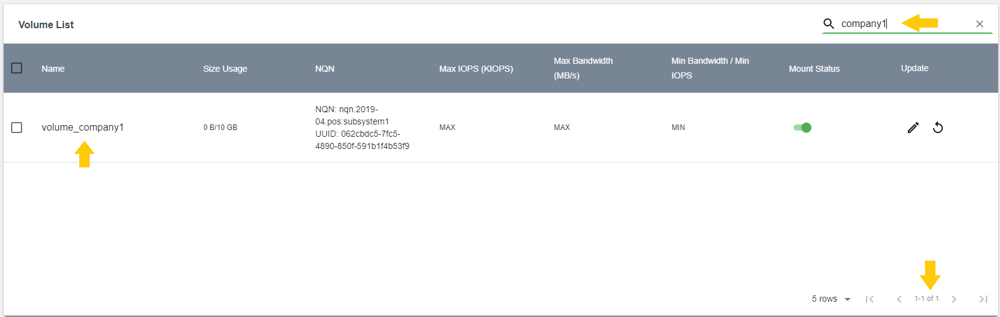 Volume List
company1
Name
Size Usage
NQN
Max IOPS (KIOPS)
Max Bandwidth
(MB/s)
Min Bandwidth / Min
IOPS
Mount Status
Update
volume_company1
0 B/10 GB
NQN: nqn.2019-
04.pos:subsystem1
UUID: 062cbdc5-7fc5-
4890-850f-591b1f4b53f9
MAX
MAX
MIN
5 rows
1-1 of 1